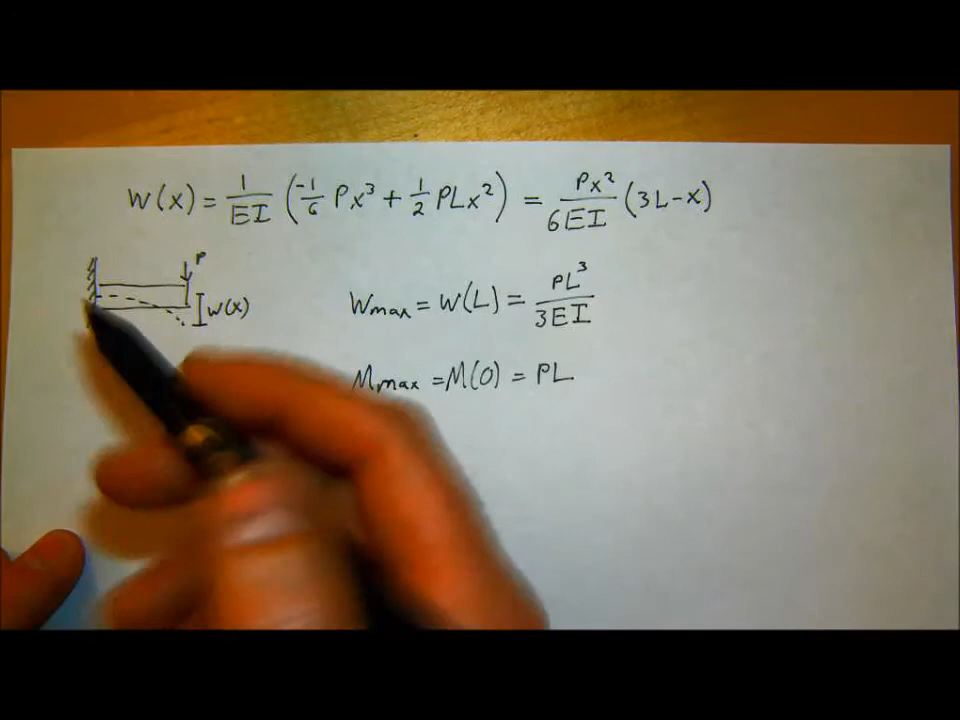 W(x) = 1/EI (-1/6 Px³ + 1/2 PLx²) = Px²/6EI (3L-x)
P
W(x)
Wmax = W(L) = PL³/3EI
Mmax = M(0) = PL